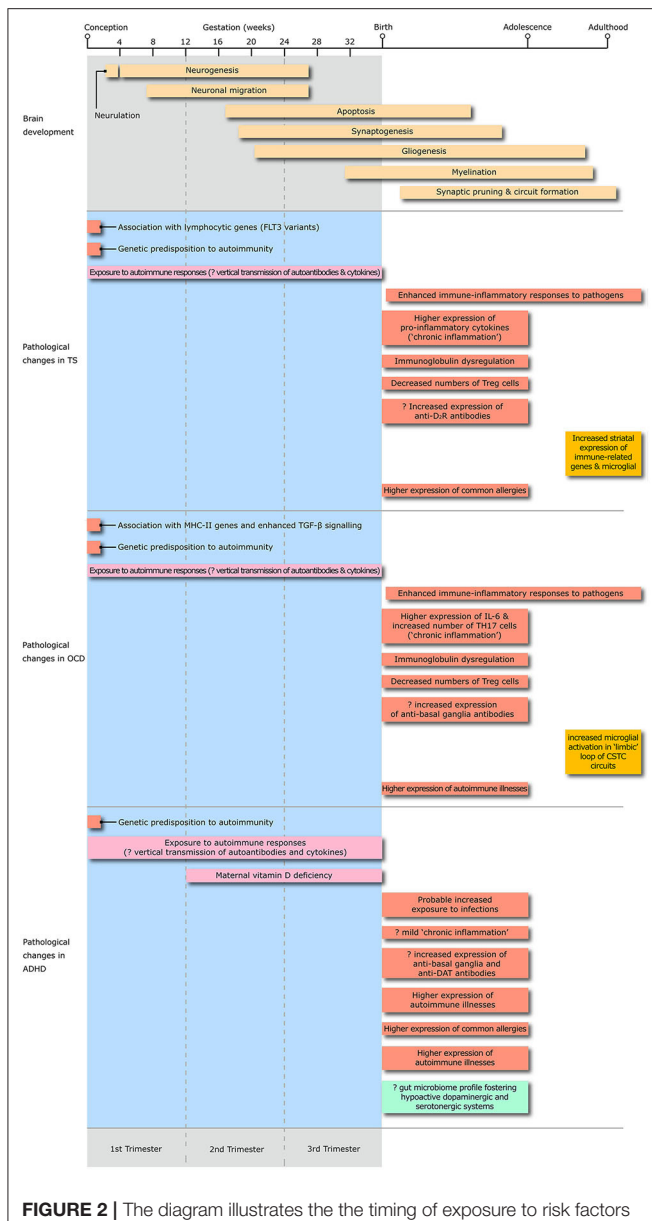 Conception
Gestation (weeks)
Birth
Adolescence
Adulthood
4 8 12 16 20 24 28 32
Brain
development
Neurogenesis
Neuronal migration
Neurulation
Apoptosis
Synaptogenesis
Gliogenesis
Myelination
Synaptic pruning & circuit formation
Pathological
changes in TS
Association with lymphocytic genes (FLT3 variants)
Genetic predisposition to autoimmunity
Exposure to autoimmune responses (? vertical transmission of autoantibodies & cytokines)
Enhanced immune-inflammatory responses to pathogens
Higher expression of
pro-inflammatory cytokines
('chronic inflammation')
Immunoglobulin dysregulation
Decreased numbers of Treg cells
? Increased expression of
anti-D₂R antibodies
Increased striatal
expression of
immune-related
genes & microglial
Higher expression of common allergies
Pathological
changes in OCD
Association with MHC-II genes and enhanced TGF-β signalling
Genetic predisposition to autoimmunity
Exposure to autoimmune responses (? vertical transmission of autoantibodies & cytokines)
Enhanced immune-inflammatory responses to pathogens
Higher expression of IL-6 &
increased number of TH17 cells
('chronic inflammation')
Immunoglobulin dysregulation
Decreased numbers of Treg cells
? increased expression
of anti-basal ganglia antibodies
increased microglial
activation in 'limbic'
loop of CSTC
circuits
Higher expression of autoimmune illnesses
Pathological
changes in
ADHD
Genetic predisposition to autoimmunity
Exposure to autoimmune responses
(? vertical transmission of autoantibodies and cytokines)
Maternal vitamin D deficiency
Probable increased
exposure to infections
? mild 'chronic inflammation'
? increased expression of
anti-basal ganglia and
anti-DAT antibodies
Higher expression of
autoimmune illnesses
Higher expression of common allergies
Higher expression of
autoimmune illnesses
? gut microbiome profile fostering
hypoactive dopaminergic and
serotonergic systems
1st Trimester
2nd Trimester
3rd Trimester
FIGURE 2 | The diagram illustrates the the timing of exposure to risk factors